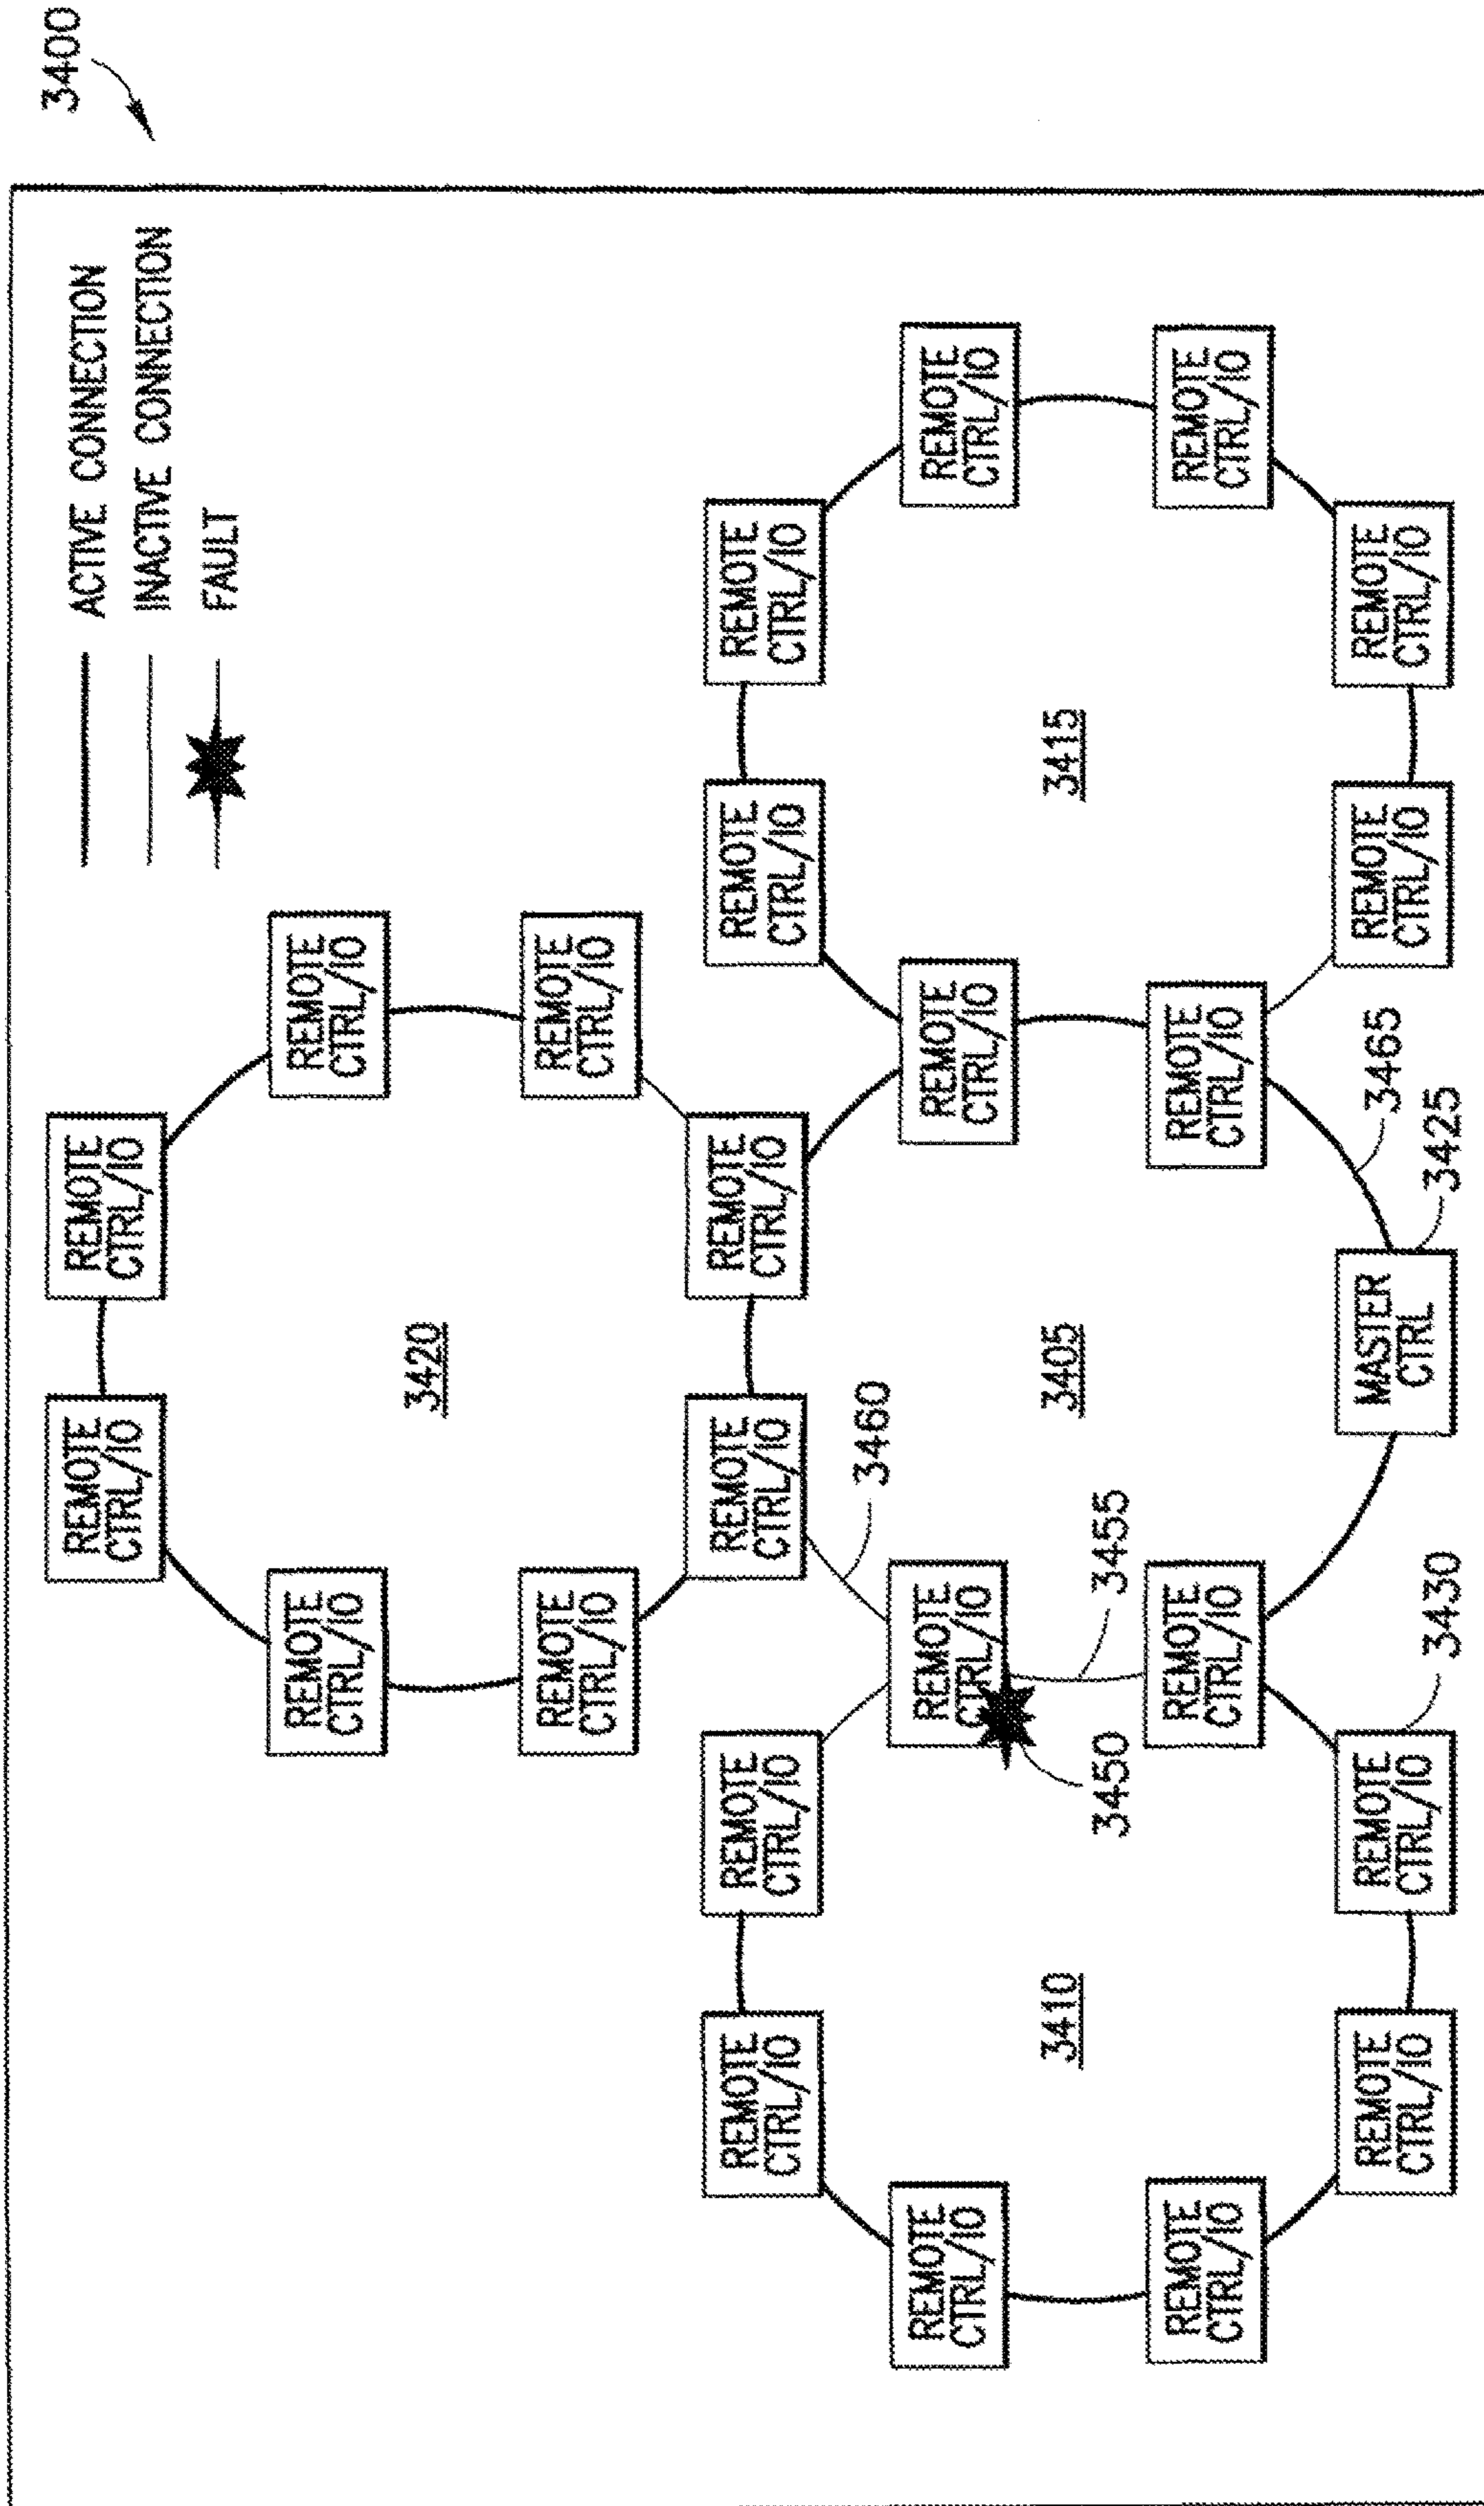 3400
REMOTE
CTRL/IO
REMOTE
CTRL/IO
ACTIVE CONNECTION
INACTIVE CONNECTION
FAULT
REMOTE
CTRL/IO
REMOTE
CTRL/IO
3420
REMOTE
CTRL/IO
REMOTE
CTRL/IO
REMOTE
CTRL/IO
REMOTE
CTRL/IO
REMOTE
CTRL/IO
REMOTE
CTRL/IO
REMOTE
CTRL/IO
REMOTE
CTRL/IO
3460
REMOTE
CTRL/IO
REMOTE
CTRL/IO
REMOTE
CTRL/IO
REMOTE
CTRL/IO
3410
3405
3415
3450
3455
REMOTE
CTRL/IO
REMOTE
CTRL/IO
REMOTE
CTRL/IO
REMOTE
CTRL/IO
3465
REMOTE
CTRL/IO
REMOTE
CTRL/IO
MASTER
CTRL
REMOTE
CTRL/IO
REMOTE
CTRL/IO
3430
3425